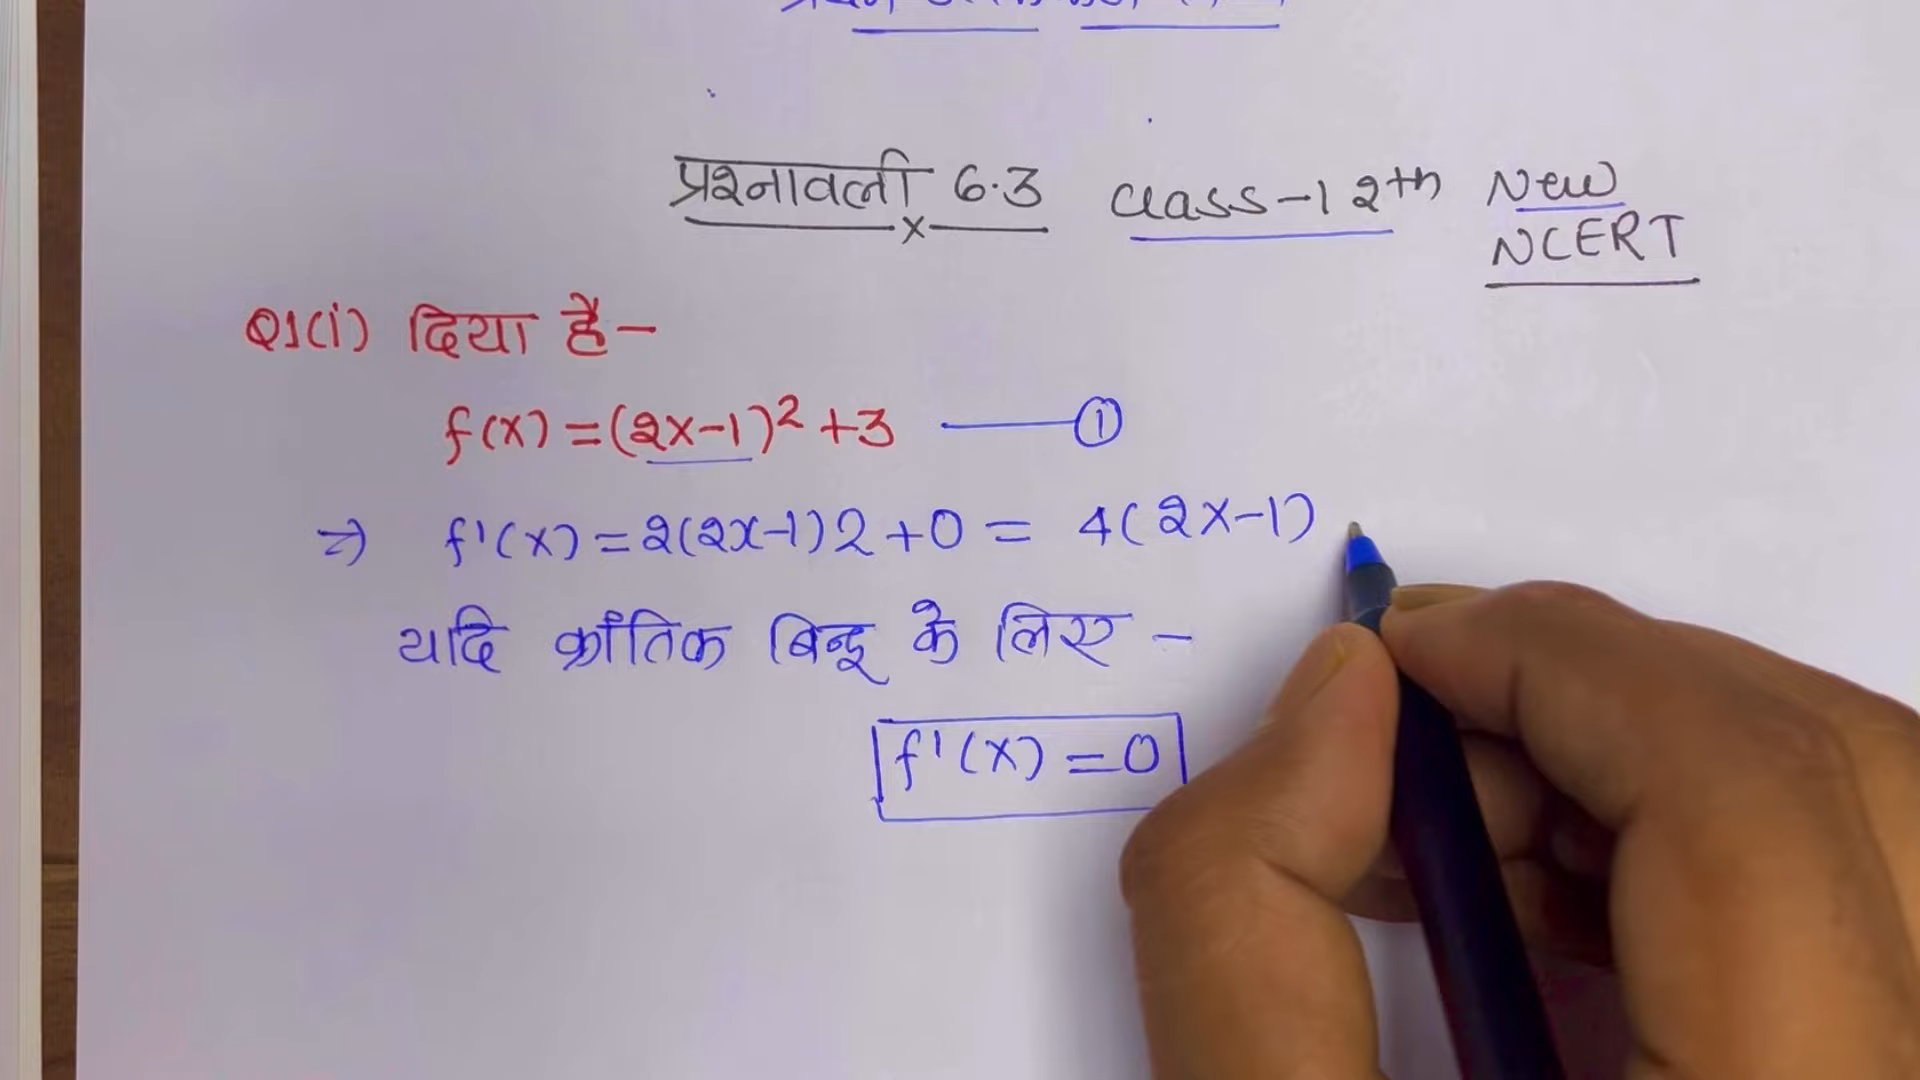 प्रश्नावली 6.3 class-12th New
NCERT
Q1(i) दिया है-
f(x) = (2x-1)² + 3 ——— ①
⇒ f'(x) = 2(2x-1)2 + 0 = 4(2x-1)
यदि क्राँतिक बिन्दू के लिए -
f'(x) = 0